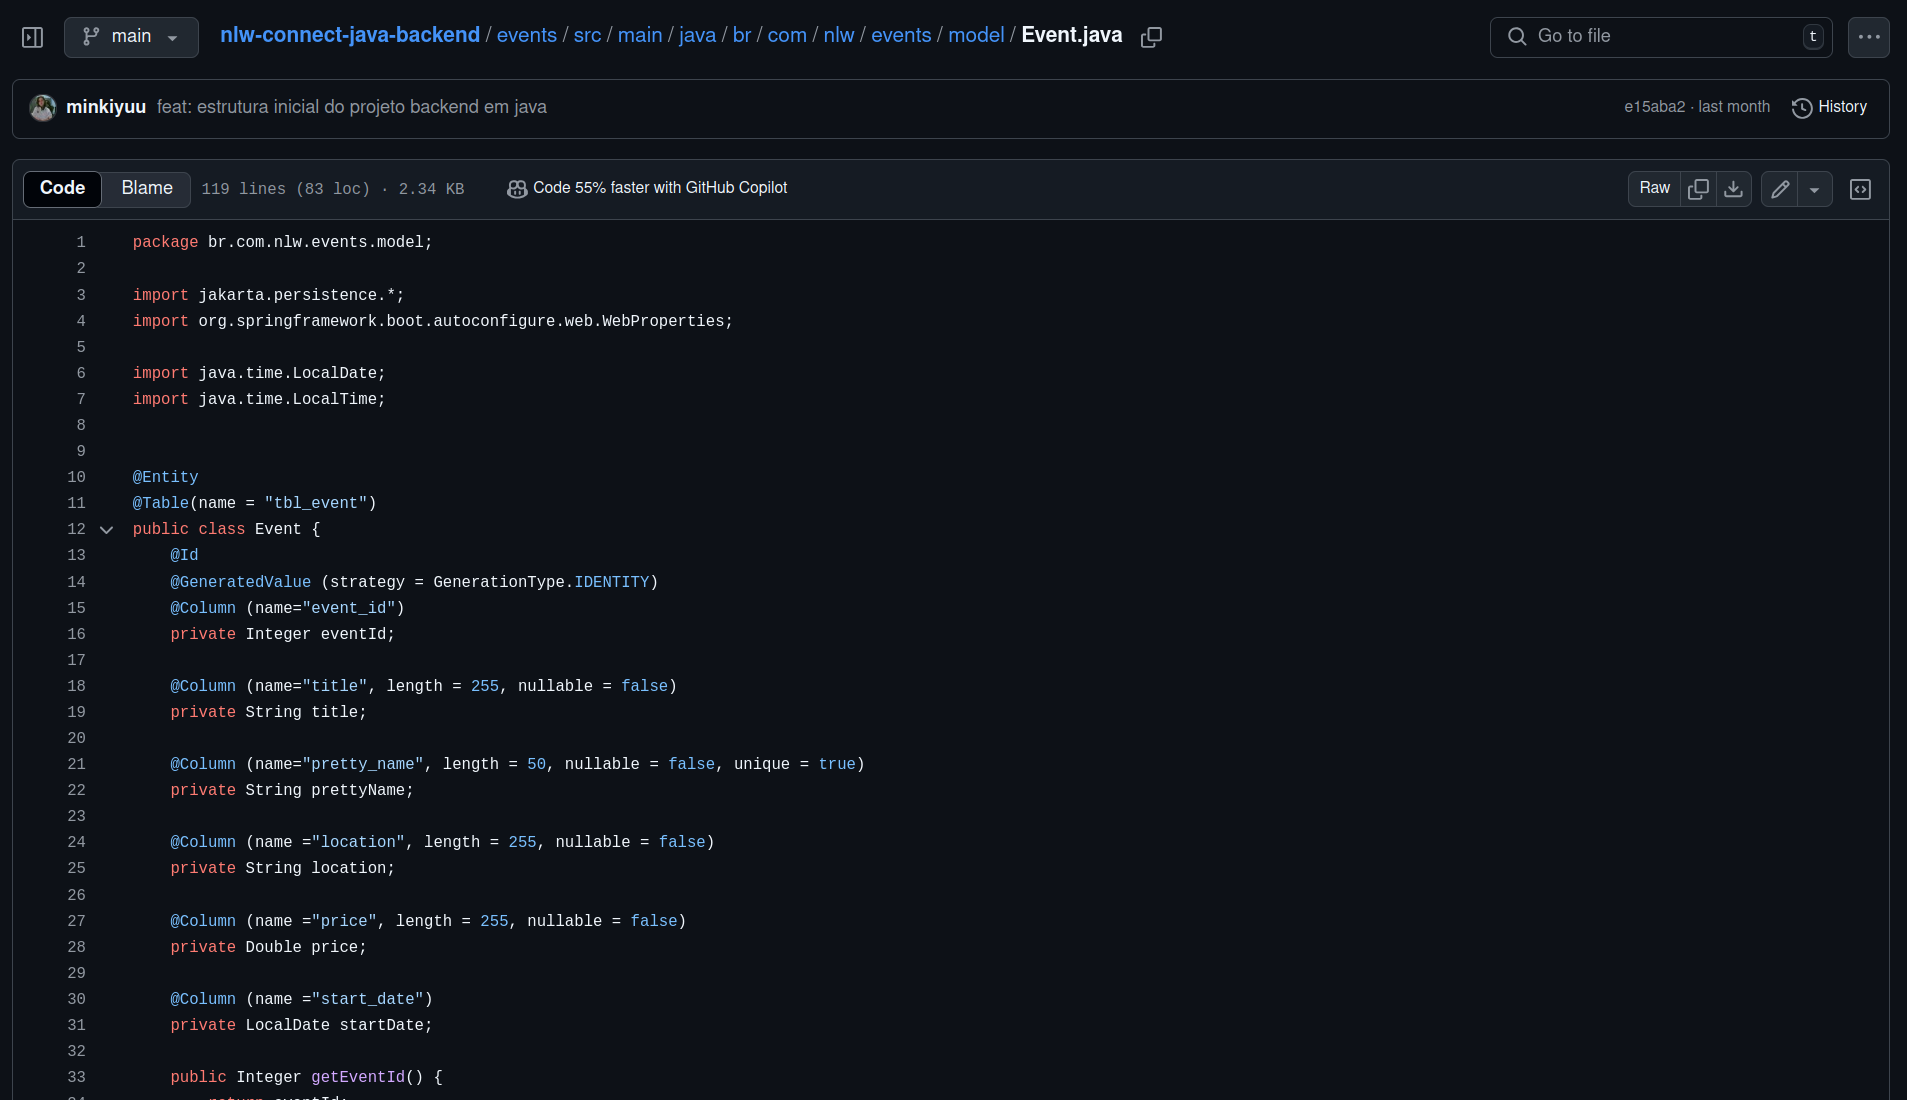 main nlw-connect-java-backend / events / src / main / java / br / com / nlw / events / model / Event.java Go to file t
minkiyuu feat: estrutura inicial do projeto backend em java e15aba2 · last month History
Code Blame 119 lines (83 loc) · 2.34 KB Code 55% faster with GitHub Copilot Raw
1 package br.com.nlw.events.model;
2
3 import jakarta.persistence.*;
4 import org.springframework.boot.autoconfigure.web.WebProperties;
5
6 import java.time.LocalDate;
7 import java.time.LocalTime;
8
9
10 @Entity
11 @Table(name = "tbl_event")
12 public class Event {
13 @Id
14 @GeneratedValue (strategy = GenerationType.IDENTITY)
15 @Column (name="event_id")
16 private Integer eventId;
17
18 @Column (name="title", length = 255, nullable = false)
19 private String title;
20
21 @Column (name="pretty_name", length = 50, nullable = false, unique = true)
22 private String prettyName;
23
24 @Column (name ="location", length = 255, nullable = false)
25 private String location;
26
27 @Column (name ="price", length = 255, nullable = false)
28 private Double price;
29
30 @Column (name ="start_date")
31 private LocalDate startDate;
32
33 public Integer getEventId() {
34 return eventId;